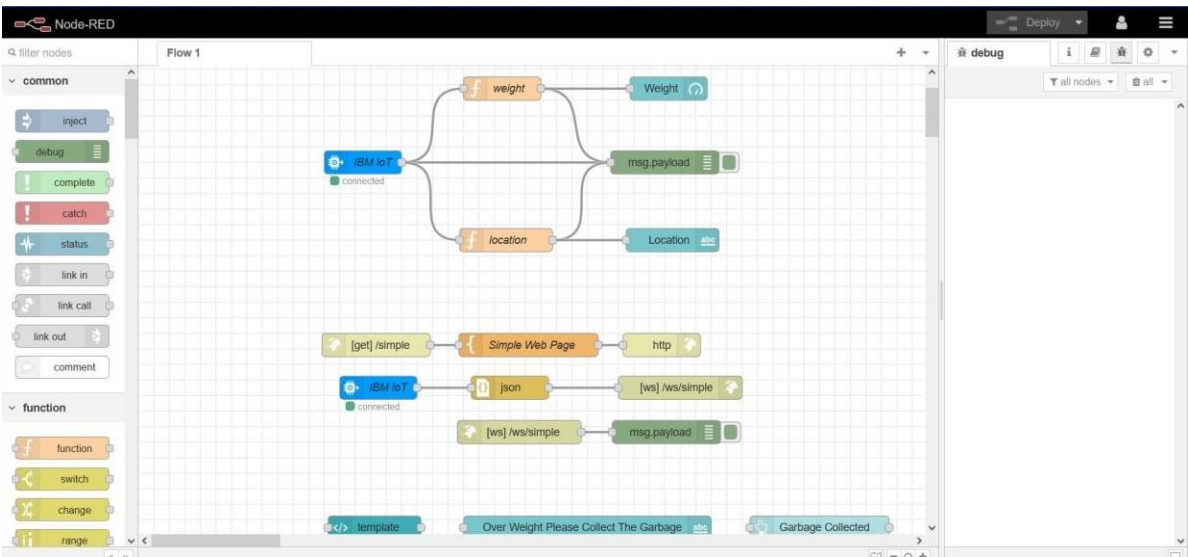 Node-RED
Deploy
filter nodes
Flow 1
debug
i
all nodes
all
common
inject
debug
complete
catch
status
link in
link call
link out
comment
function
function
switch
change
range
weight
Weight
IBM IoT
connected
msg.payload
location
Location
abc
[get] /simple
Simple Web Page
http
IBM IoT
connected
json
[ws] /ws/simple
[ws] /ws/simple
msg.payload
</> template
Over Weight Please Collect The Garbage
abc
Garbage Collected